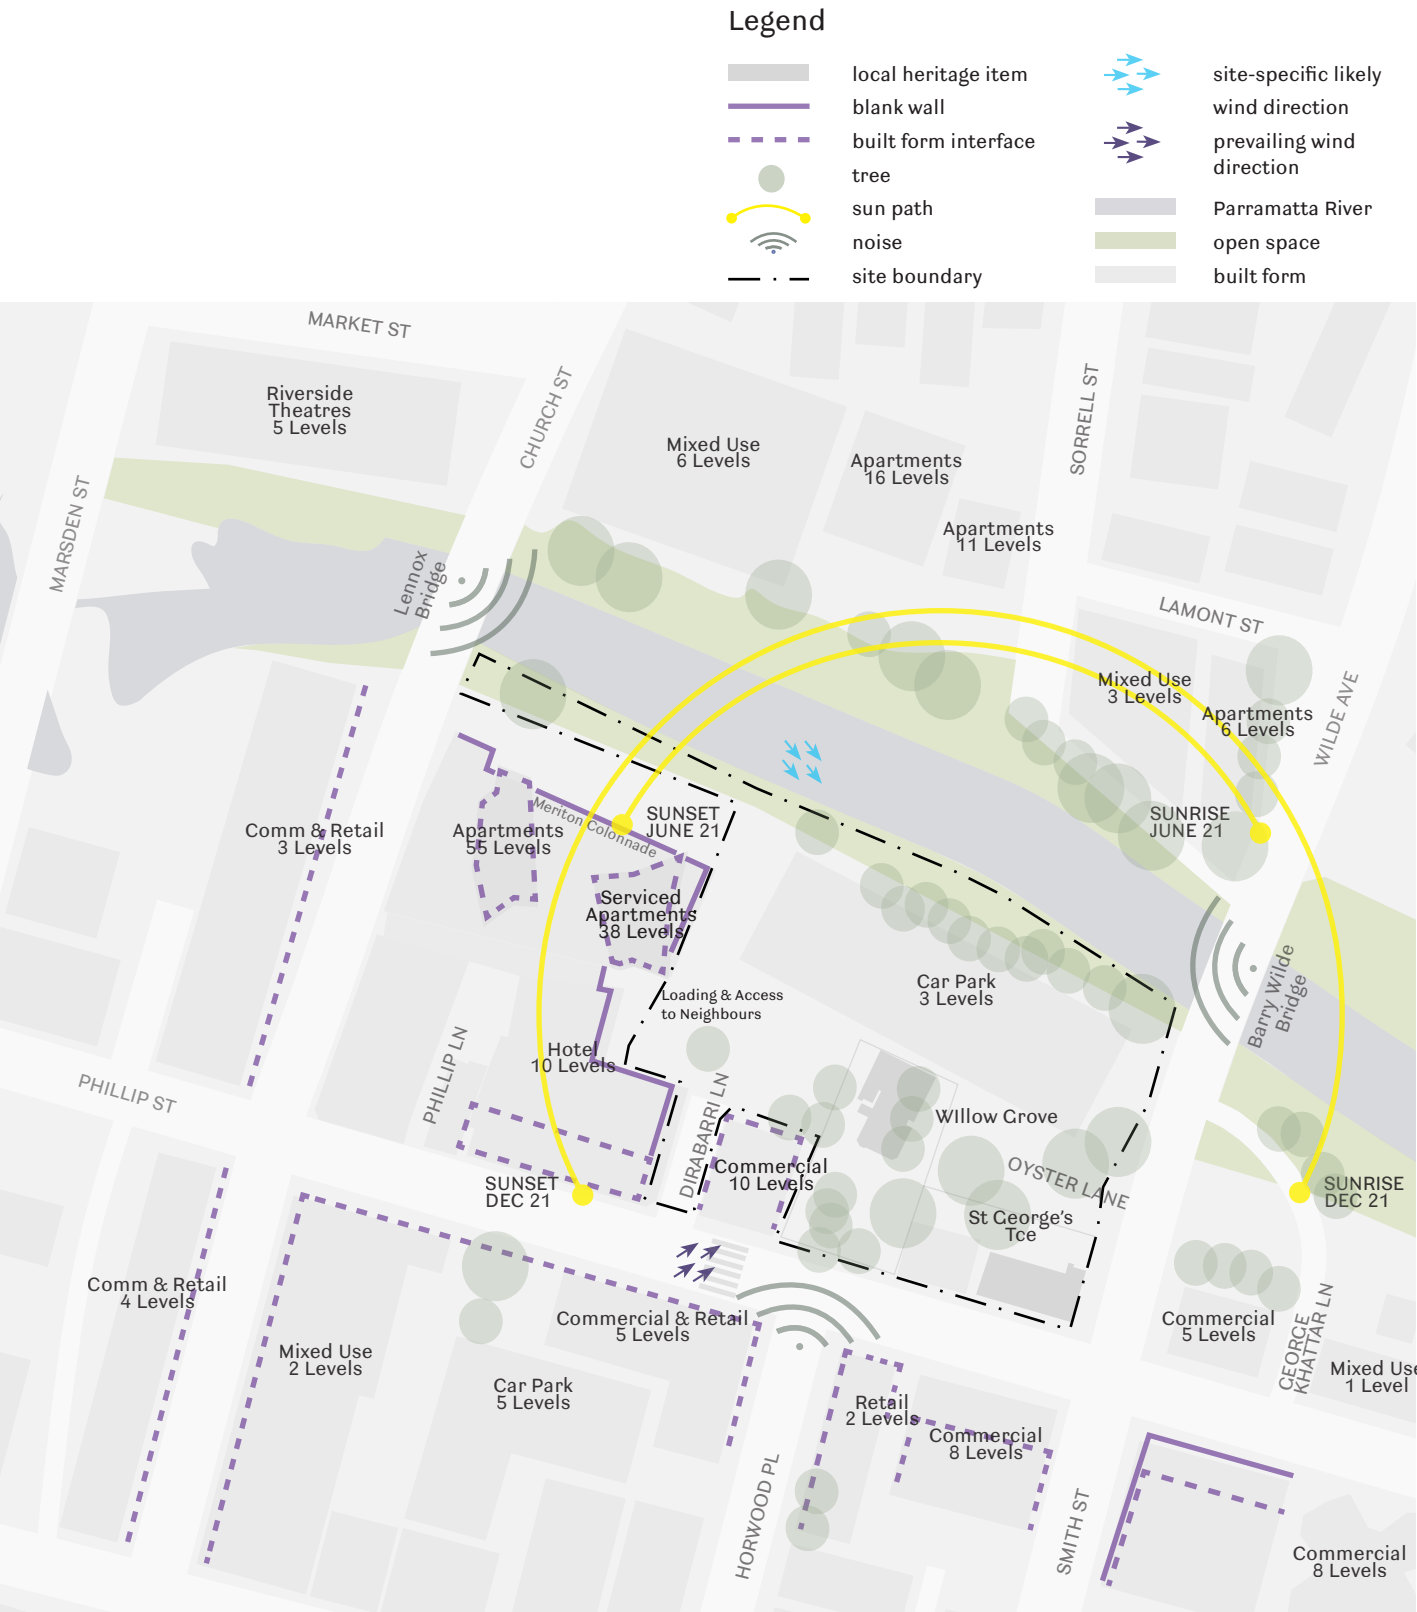 Legend
local heritage item
blank wall
built form interface
tree
sun path
noise
site boundary
site-specific likely
wind direction
prevailing wind
direction
Parramatta River
open space
built form
MARKET ST
Riverside
Theatres
5 Levels
CHURCH ST
SORRELL ST
Mixed Use
6 Levels
Apartments
16 Levels
Apartments
11 Levels
MARSDEN ST
Lennox
Bridge
LAMONT ST
Mixed Use
3 Levels
Apartments
6 Levels
WILDE AVE
Comm & Retail
3 Levels
Apartments
55 Levels
Meriton Colonnade
SUNSET
JUNE 21
SUNRISE
JUNE 21
Serviced
Apartments
38 Levels
Loading & Access
to Neighbours
Car Park
3 Levels
Barry Wilde
Bridge
PHILLIP ST
PHILLIP LN
Hotel
10 Levels
DIRABARRI LN
WIllow Grove
OYSTER LANE
Commercial
10 Levels
St George's
Tce
SUNSET
DEC 21
SUNRISE
DEC 21
Comm & Retail
4 Levels
Mixed Use
2 Levels
Commercial & Retail
5 Levels
Car Park
5 Levels
Commercial
5 Levels
GEORGE
KHATTAR LN
Mixed Use
1 Level
Retail
2 Levels
Commercial
8 Levels
HORWOOD PL
SMITH ST
Commercial
8 Levels